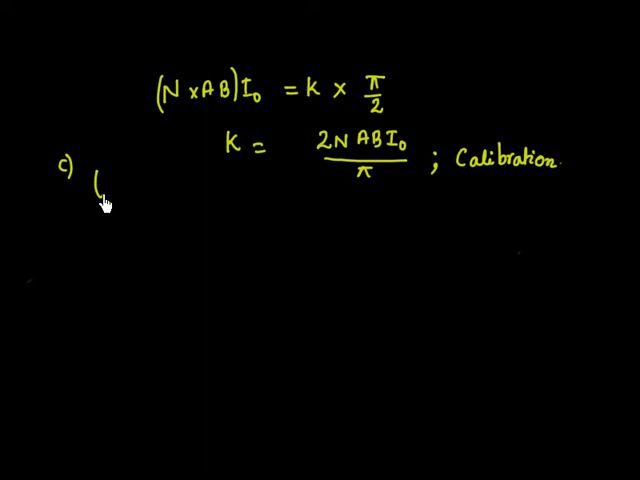 (N × AB)I₀ = K × π/2
K = 2NABI₀/π ; Calibration.
c) (